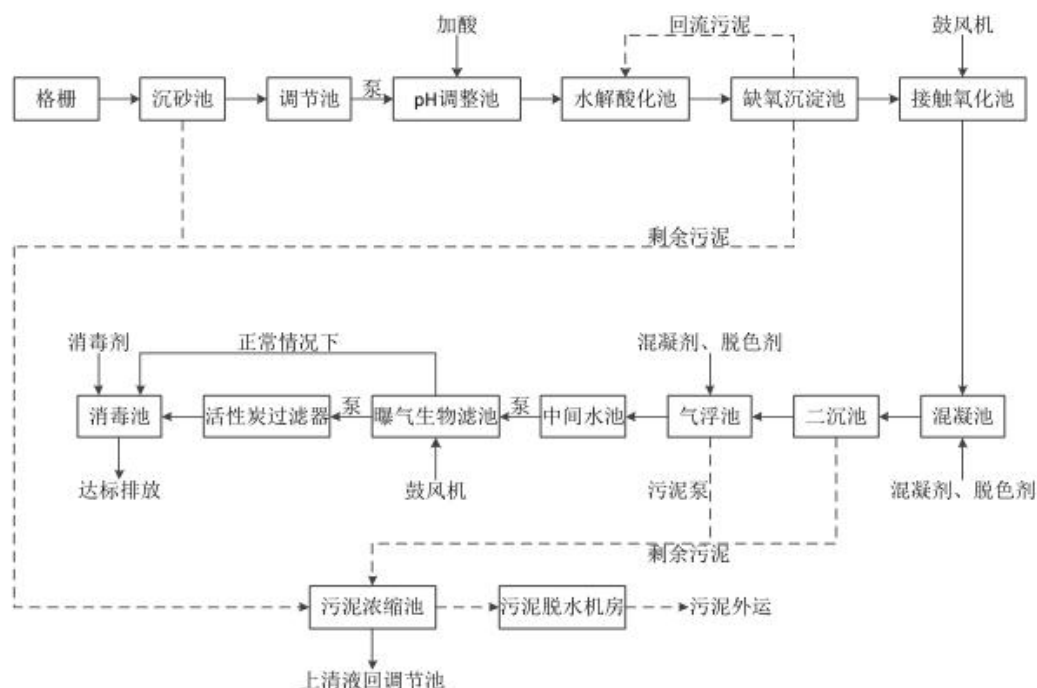 加酸
回流污泥
鼓风机
格栅
沉砂池
调节池
泵
pH调整池
水解酸化池
缺氧沉淀池
接触氧化池
剩余污泥
消毒剂
正常情况下
混凝剂、脱色剂
消毒池
活性炭过滤器
泵
曝气生物滤池
泵
中间水池
气浮池
二沉池
混凝池
达标排放
鼓风机
污泥泵
混凝剂、脱色剂
剩余污泥
污泥浓缩池
污泥脱水机房
污泥外运
上清液回调节池